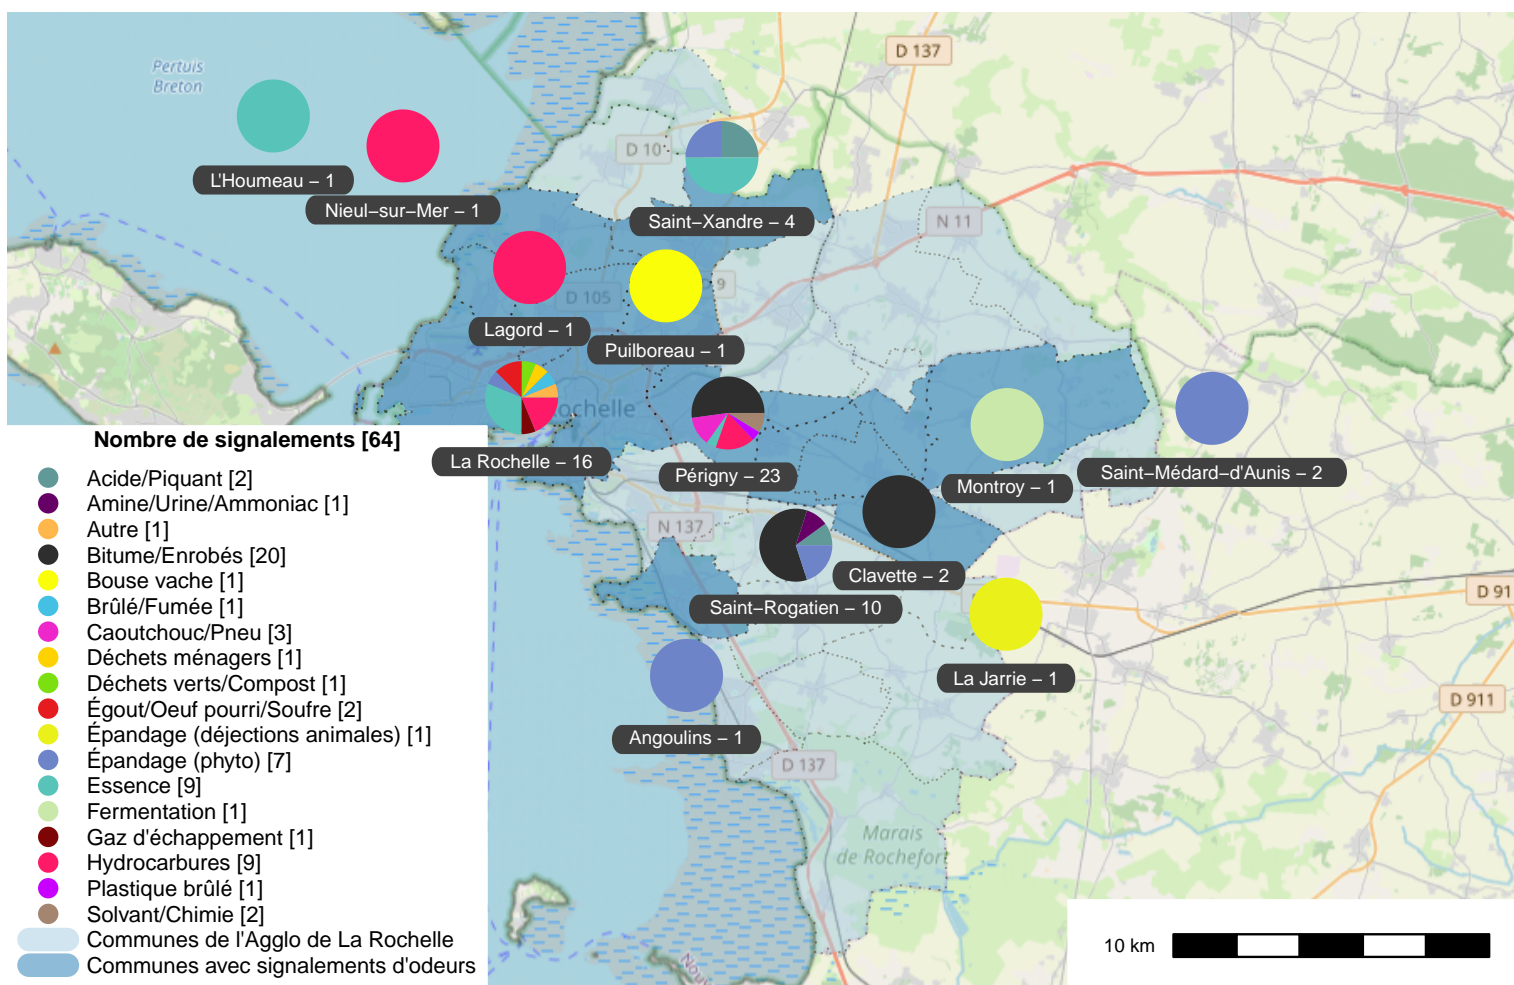 Pertuis
Breton
D 137
D 10
N 11
L'Houmeau – 1
Nieul–sur–Mer – 1
Saint–Xandre – 4
D 105
9
Lagord – 1
Puilboreau – 1
ochelle
La Rochelle – 16
Périgny – 23
Montroy – 1
Saint–Médard–d'Aunis – 2
N 137
Clavette – 2
Saint–Rogatien – 10
D 91
La Jarrie – 1
D 911
Angoulins – 1
D 137
Marais
de Rochefort
Nou
Nombre de signalements [64]
Acide/Piquant [2]
Amine/Urine/Ammoniac [1]
Autre [1]
Bitume/Enrobés [20]
Bouse vache [1]
Brûlé/Fumée [1]
Caoutchouc/Pneu [3]
Déchets ménagers [1]
Déchets verts/Compost [1]
Égout/Oeuf pourri/Soufre [2]
Épandage (déjections animales) [1]
Épandage (phyto) [7]
Essence [9]
Fermentation [1]
Gaz d'échappement [1]
Hydrocarbures [9]
Plastique brûlé [1]
Solvant/Chimie [2]
Communes de l'Agglo de La Rochelle
Communes avec signalements d'odeurs
10 km